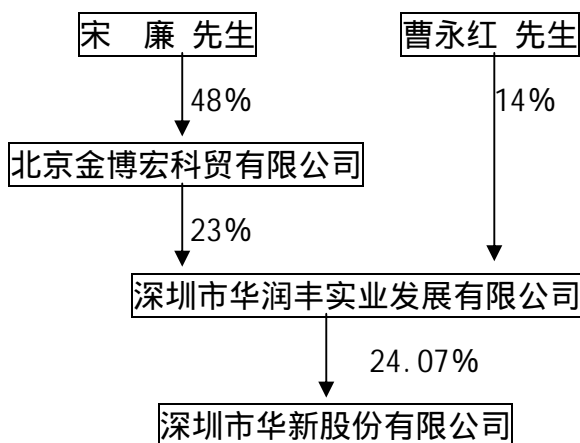 宋　廉 先生
曹永红 先生
48%
14%
北京金博宏科贸有限公司
23%
深圳市华润丰实业发展有限公司
24.07%
深圳市华新股份有限公司